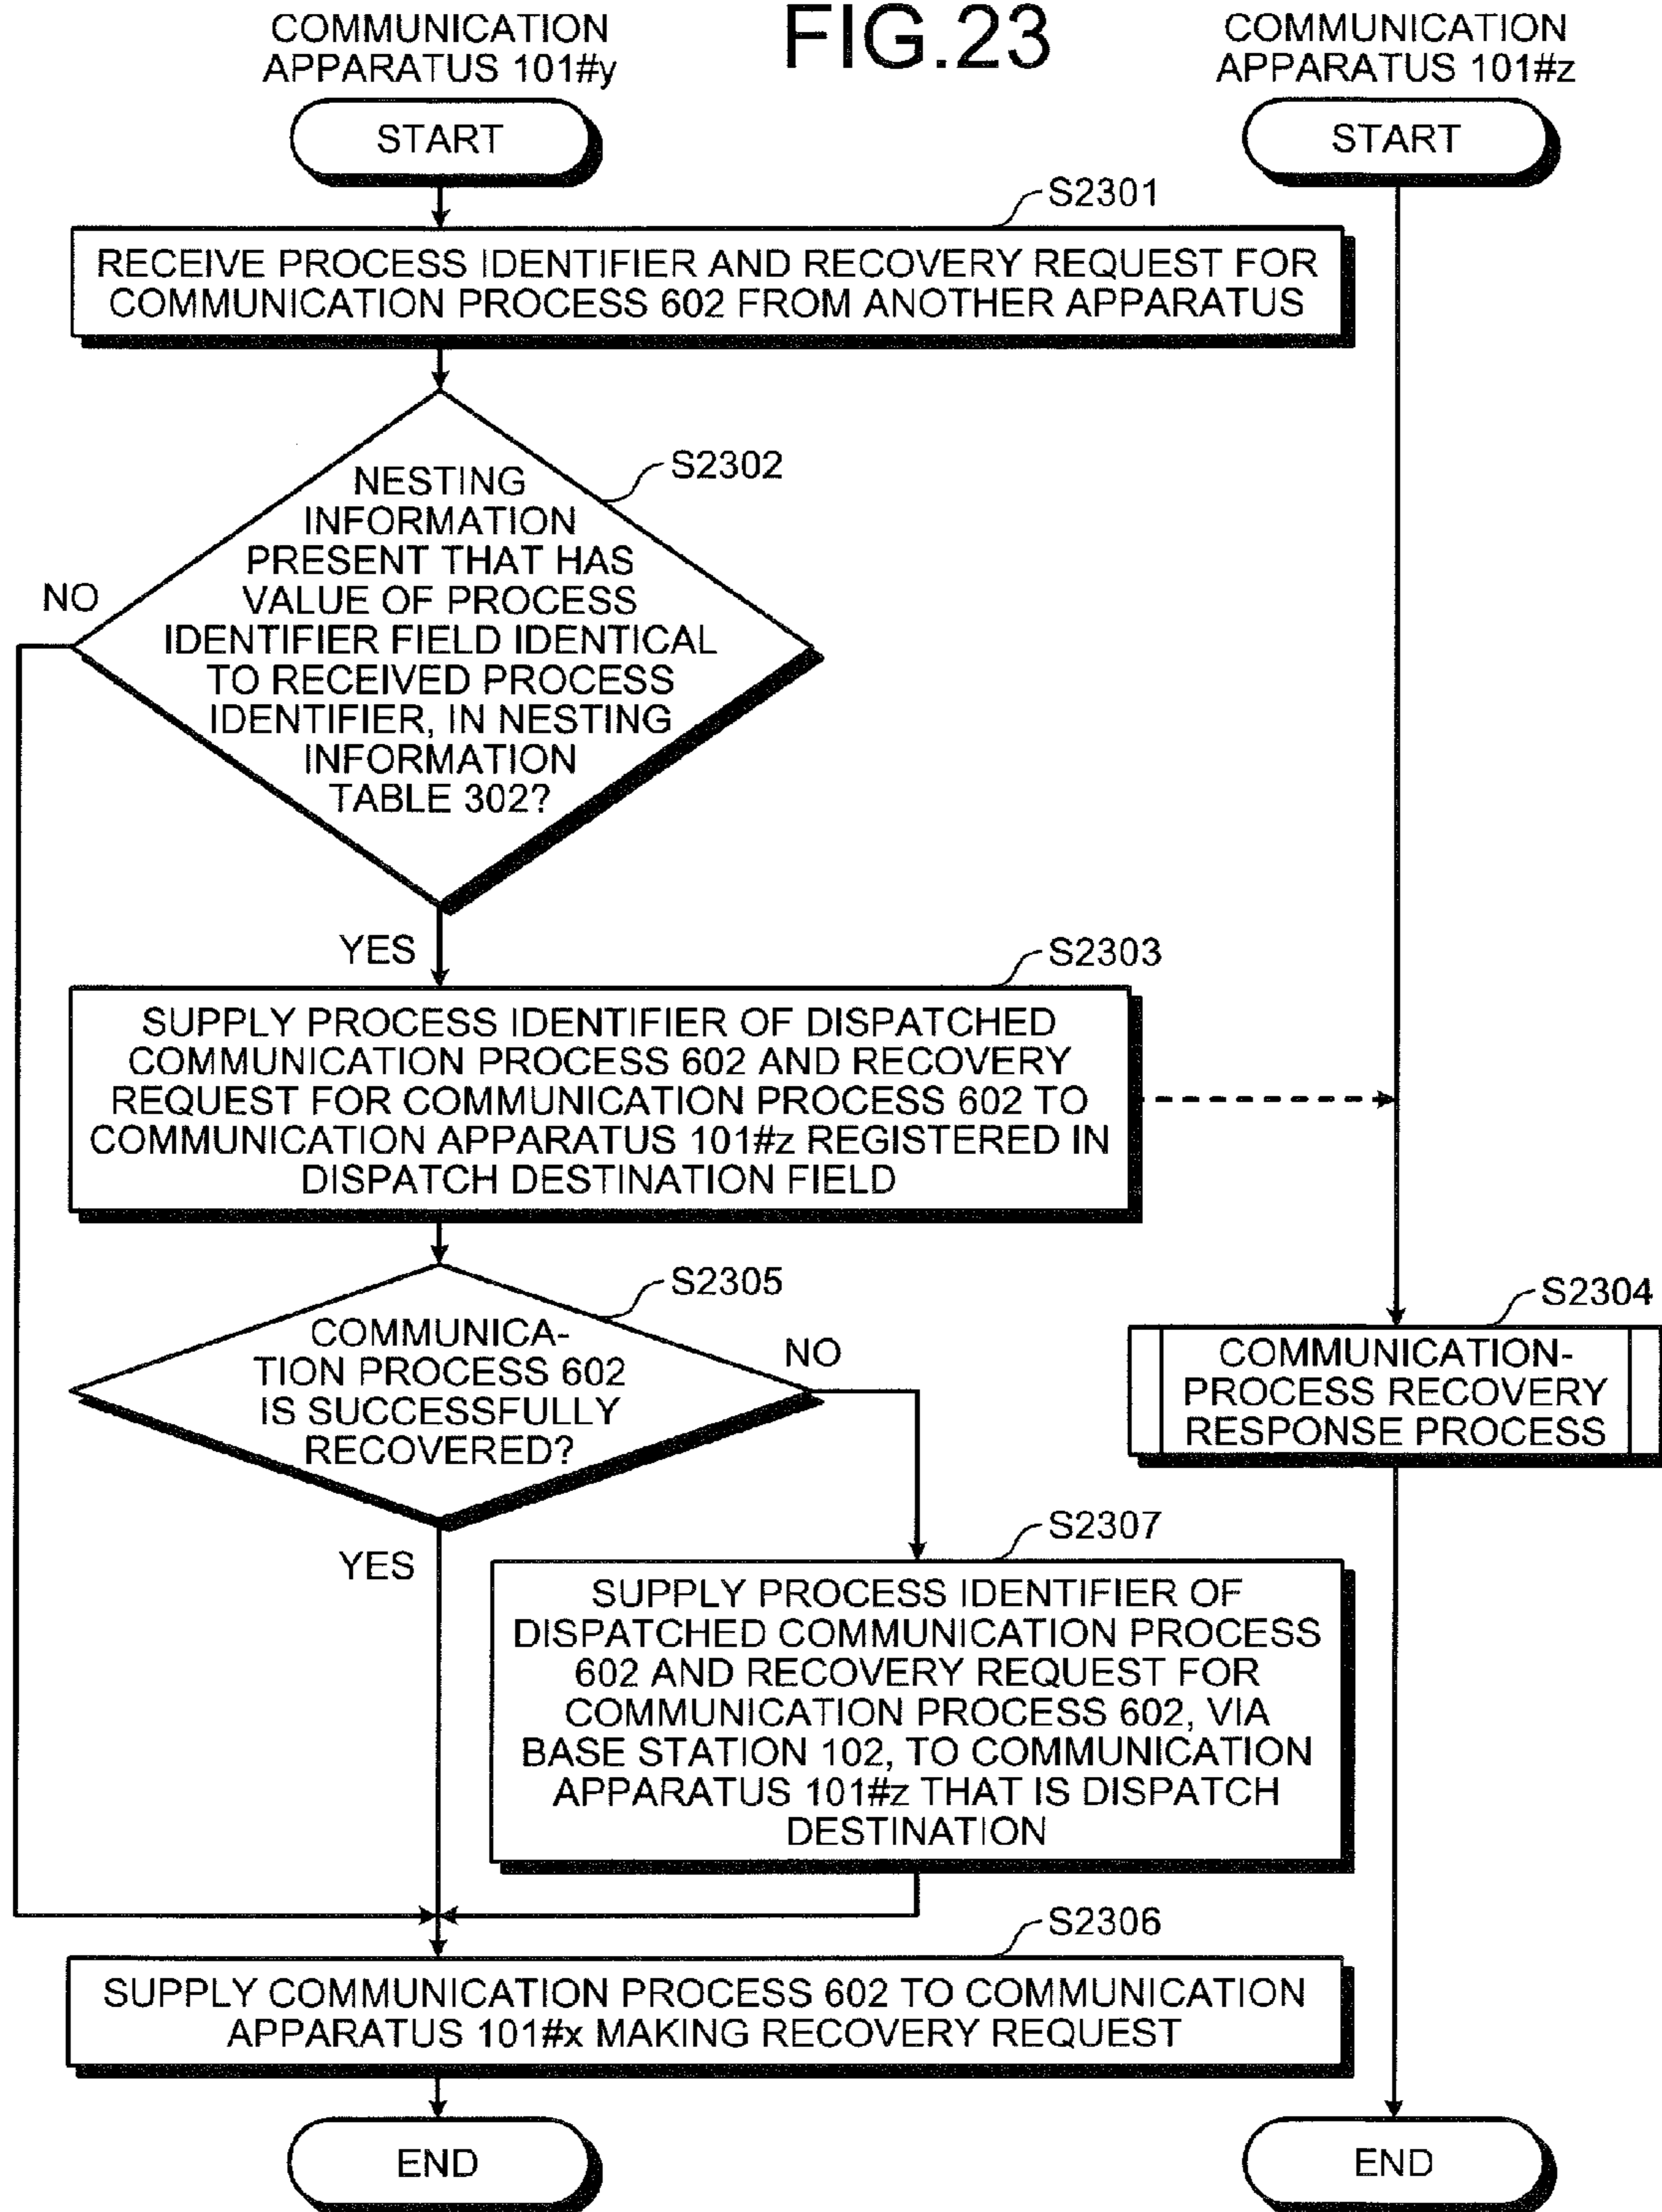 FIG.23
COMMUNICATION
APPARATUS 101#y
COMMUNICATION
APPARATUS 101#z
START
START
S2301
RECEIVE PROCESS IDENTIFIER AND RECOVERY REQUEST FOR
COMMUNICATION PROCESS 602 FROM ANOTHER APPARATUS
S2302
NESTING
INFORMATION
PRESENT THAT HAS
VALUE OF PROCESS
IDENTIFIER FIELD IDENTICAL
TO RECEIVED PROCESS
IDENTIFIER, IN NESTING
INFORMATION
TABLE 302?
NO
YES
S2303
SUPPLY PROCESS IDENTIFIER OF DISPATCHED
COMMUNICATION PROCESS 602 AND RECOVERY
REQUEST FOR COMMUNICATION PROCESS 602 TO
COMMUNICATION APPARATUS 101#z REGISTERED IN
DISPATCH DESTINATION FIELD
S2304
COMMUNICATION-
PROCESS RECOVERY
RESPONSE PROCESS
S2305
COMMUNICA-
TION PROCESS 602
IS SUCCESSFULLY
RECOVERED?
NO
YES
S2307
SUPPLY PROCESS IDENTIFIER OF
DISPATCHED COMMUNICATION PROCESS
602 AND RECOVERY REQUEST FOR
COMMUNICATION PROCESS 602, VIA
BASE STATION 102, TO COMMUNICATION
APPARATUS 101#z THAT IS DISPATCH
DESTINATION
S2306
SUPPLY COMMUNICATION PROCESS 602 TO COMMUNICATION
APPARATUS 101#x MAKING RECOVERY REQUEST
END
END